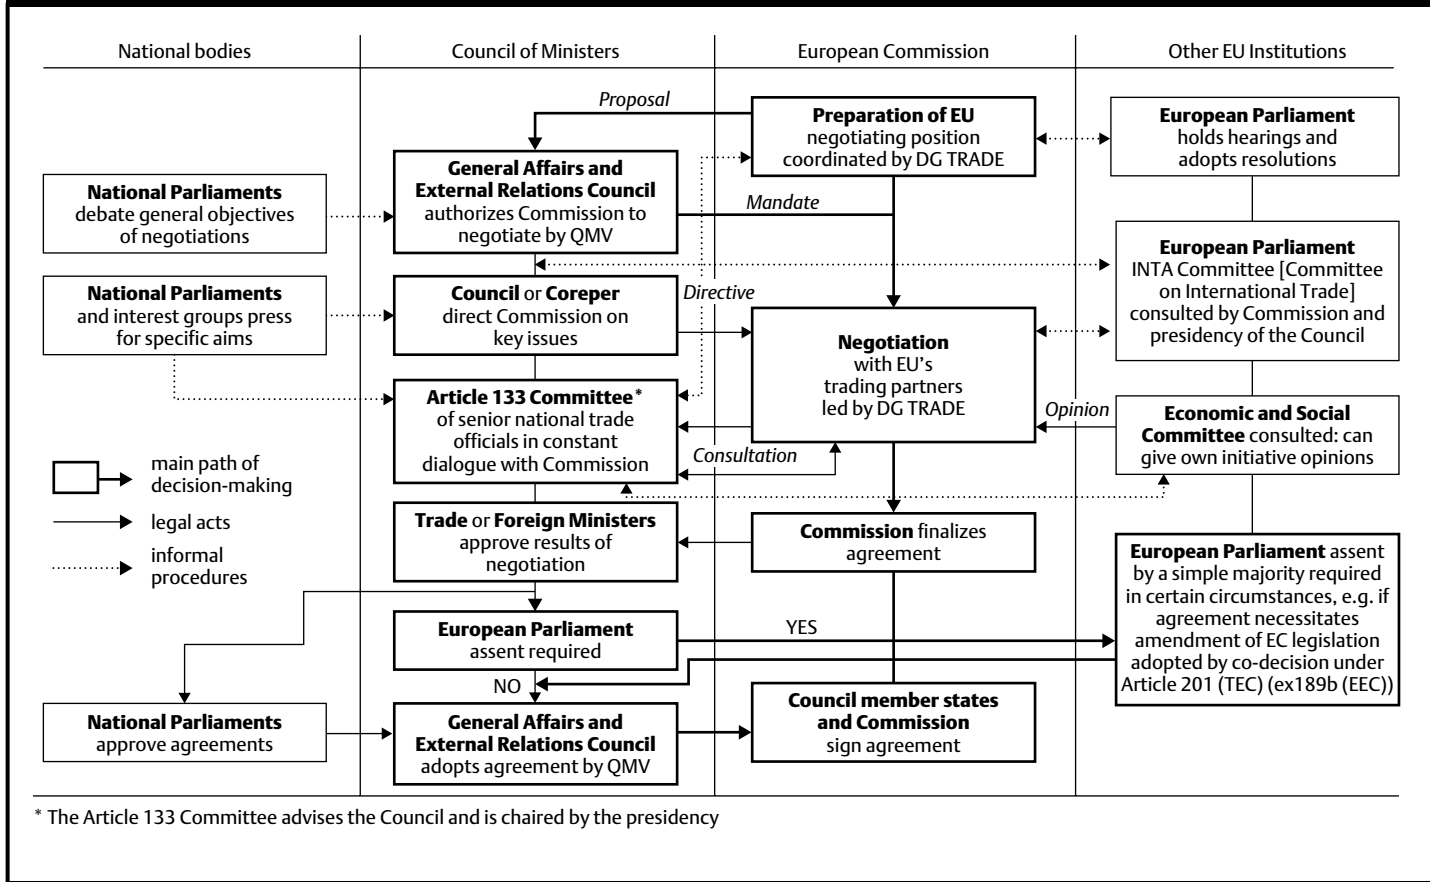 National bodies
Council of Ministers
European Commission
Other EU Institutions
Proposal
Preparation of EU
negotiating position
coordinated by DG TRADE
European Parliament
holds hearings and
adopts resolutions
General Affairs and
External Relations Council
authorizes Commission to
negotiate by QMV
National Parliaments
debate general objectives
of negotiations
Mandate
European Parliament
INTA Committee [Committee
on International Trade]
consulted by Commission and
presidency of the Council
National Parliaments
and interest groups press
for specific aims
Council or Coreper
direct Commission on
key issues
Directive
Negotiation
with EU's
trading partners
led by DG TRADE
Article 133 Committee*
of senior national trade
officials in constant
dialogue with Commission
Opinion
Economic and Social
Committee consulted: can
give own initiative opinions
Consultation
main path of
decision-making
legal acts
informal
procedures
Trade or Foreign Ministers
approve results of
negotiation
Commission finalizes
agreement
European Parliament assent
by a simple majority required
in certain circumstances, e.g. if
agreement necessitates
amendment of EC legislation
adopted by co-decision under
Article 201 (TEC) (ex189b (EEC))
European Parliament
assent required
YES
NO
National Parliaments
approve agreements
General Affairs and
External Relations Council
adopts agreement by QMV
Council member states
and Commission
sign agreement
* The Article 133 Committee advises the Council and is chaired by the presidency